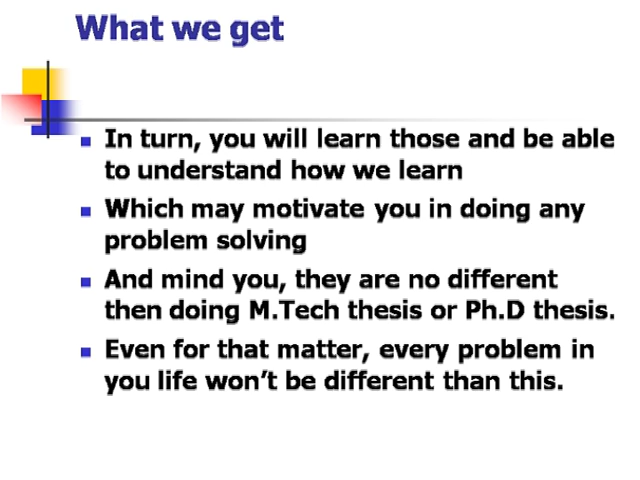 What we get
In turn, you will learn those and be able
to understand how we learn
Which may motivate you in doing any
problem solving
And mind you, they are no different
then doing M.Tech thesis or Ph.D thesis.
Even for that matter, every problem in
you life won't be different than this.